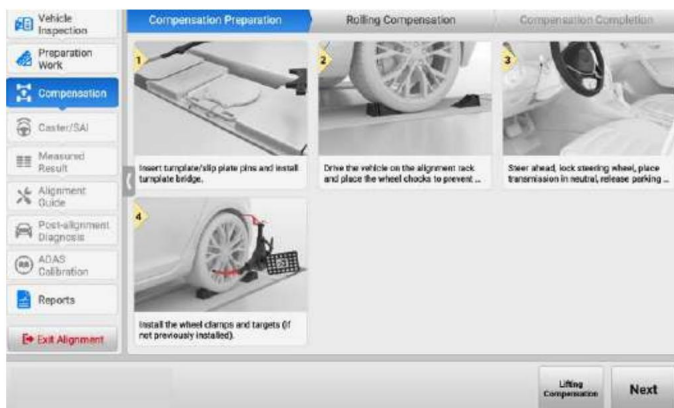 Vehicle
Inspection
Preparation
Work
Compensation
Caster/SAI
Measured
Result
Alignment
Guide
Post-alignment
Diagnosis
ADAS
Calibration
Reports
Exit Alignment
Compensation Preparation
Rolling Compensation
Compensation Completion
1
Insert turnplate/slip plate pins and install
turnplate bridge.
2
Drive the vehicle on the alignment rack
and place the wheel chocks to prevent ...
3
Steer ahead, lock steering wheel, place
transmission in neutral, release parking ...
4
Install the wheel clamps and targets (if
not previously installed).
Lifting
Compensation
Next